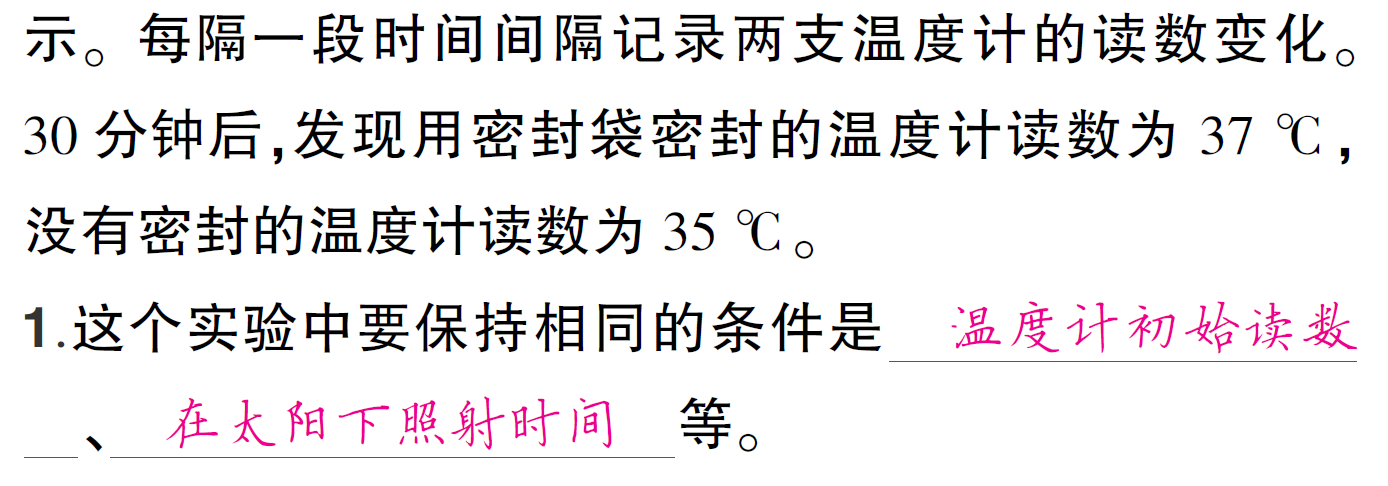 示。每隔一段时间间隔记录两支温度计的读数变化。
30 分钟后,发现用密封袋密封的温度计读数为 37 ℃,
没有密封的温度计读数为 35 ℃。
1.这个实验中要保持相同的条件是 温度计初始读数
、 在太阳下照射时间 等。